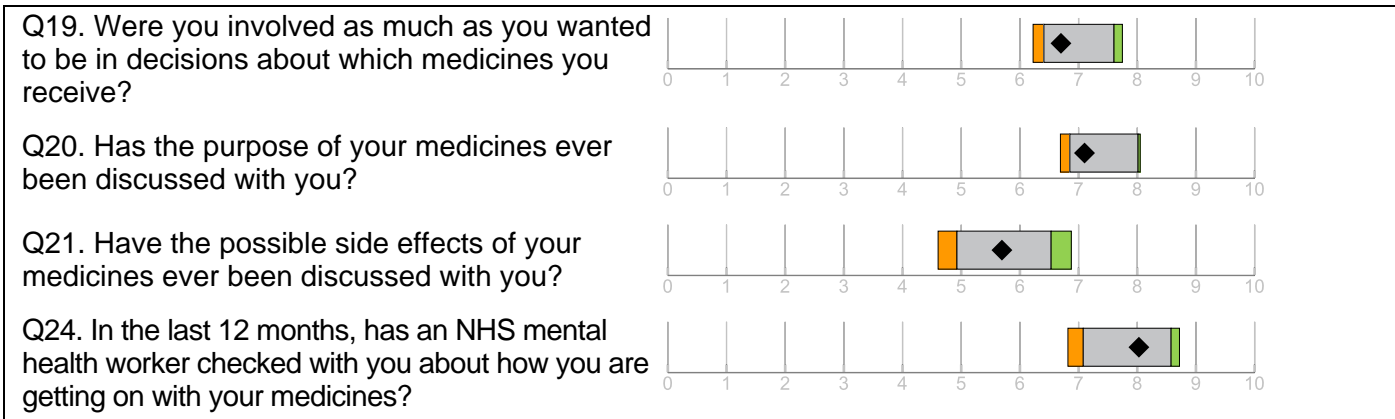 Q19. Were you involved as much as you wanted
to be in decisions about which medicines you
receive?
0 1 2 3 4 5 6 7 8 9 10
Q20. Has the purpose of your medicines ever
been discussed with you?
0 1 2 3 4 5 6 7 8 9 10
Q21. Have the possible side effects of your
medicines ever been discussed with you?
0 1 2 3 4 5 6 7 8 9 10
Q24. In the last 12 months, has an NHS mental
health worker checked with you about how you are
getting on with your medicines?
0 1 2 3 4 5 6 7 8 9 10